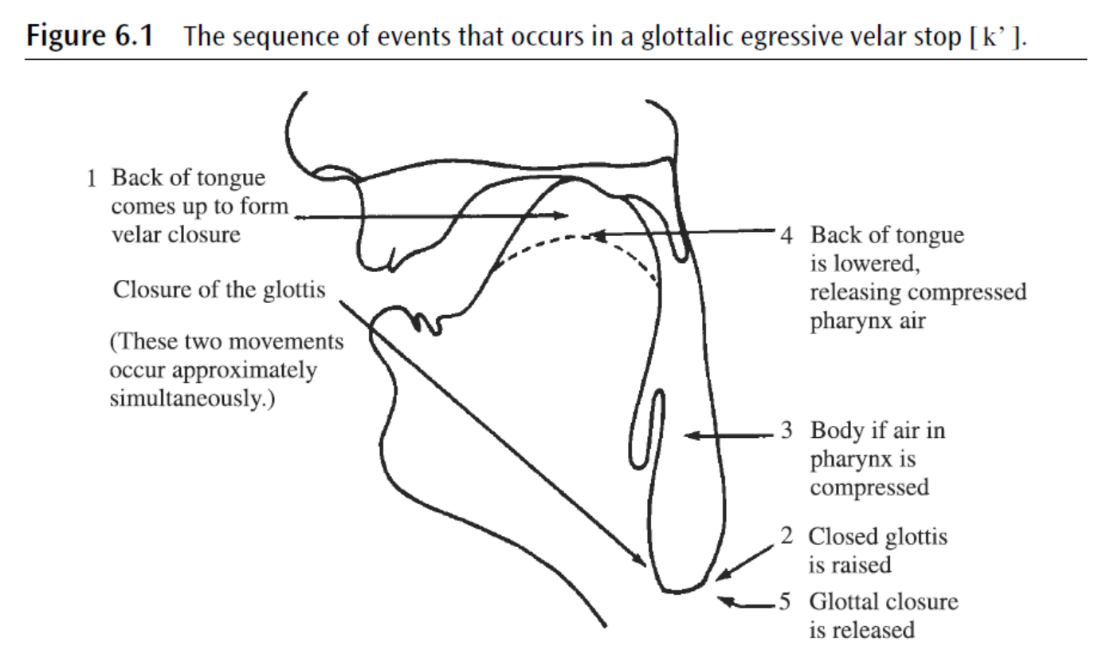 Figure 6.1 The sequence of events that occurs in a glottalic egressive velar stop [k’].
1 Back of tongue
comes up to form
velar closure
Closure of the glottis
(These two movements
occur approximately
simultaneously.)
4 Back of tongue
is lowered,
releasing compressed
pharynx air
3 Body if air in
pharynx is
compressed
2 Closed glottis
is raised
5 Glottal closure
is released